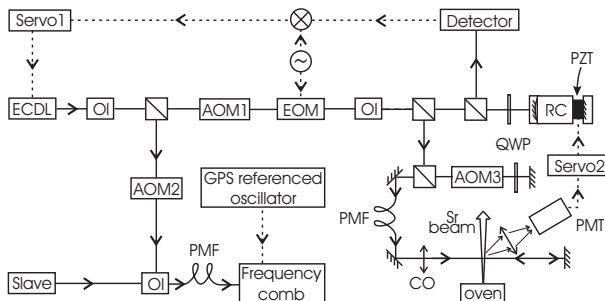 Servo1
Detector
PZT
ECDL
OI
AOM1
EOM
OI
RC
QWP
Servo2
AOM2
GPS referenced
oscillator
AOM3
PMF
Sr
beam
PMT
PMF
Slave
OI
Frequency
comb
CO
oven